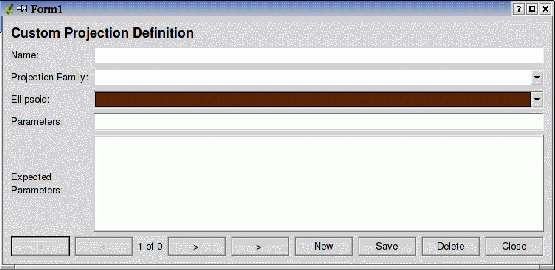 Form1
Custom Projection Definition
Name:
Projection Family:
Ellipsoid:
Parameters:
Expected
Parameters:
< 1 of 0 > > New Save Delete Close